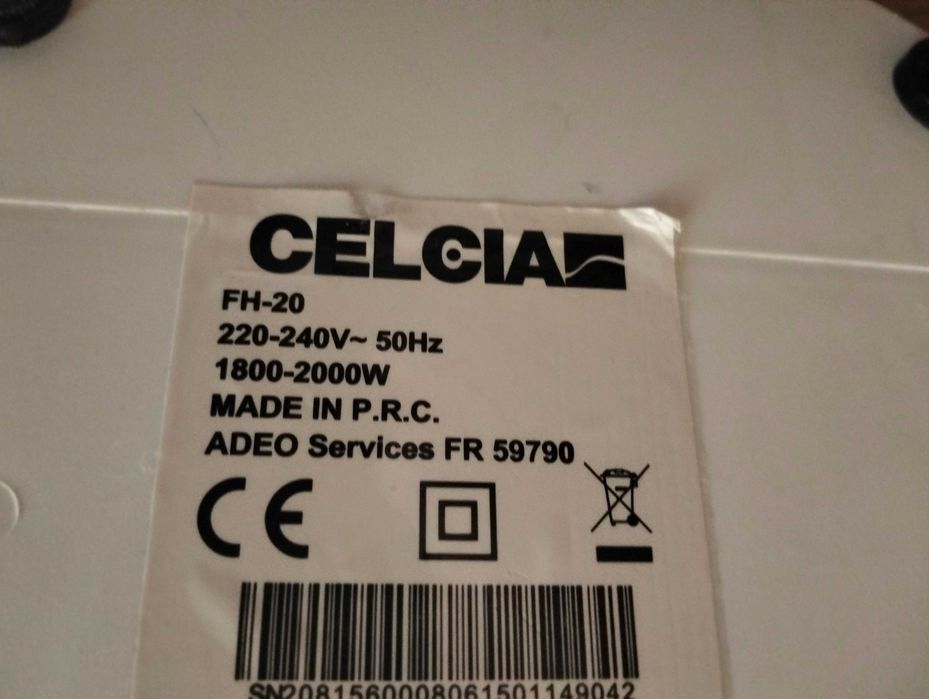 CELCIA
FH-20
220-240V~ 50Hz
1800-2000W
MADE IN P.R.C.
ADEO Services FR 59790
CE
SN2081560008061501149042